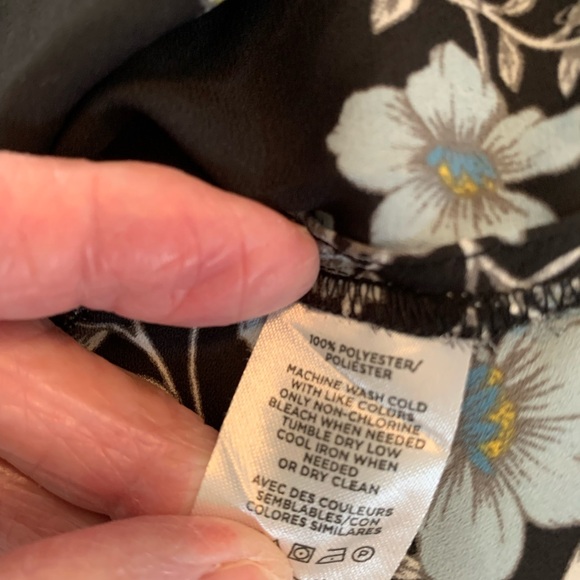 100% POLYESTER/
POLIÉSTER
MACHINE WASH COLD
WITH LIKE COLORS
ONLY NON-CHLORINE
BLEACH WHEN NEEDED
TUMBLE DRY LOW
COOL IRON WHEN
NEEDED
OR DRY CLEAN
AVEC DES COULEURS
SEMBLABLES/CON
COLORES SIMILARES
P